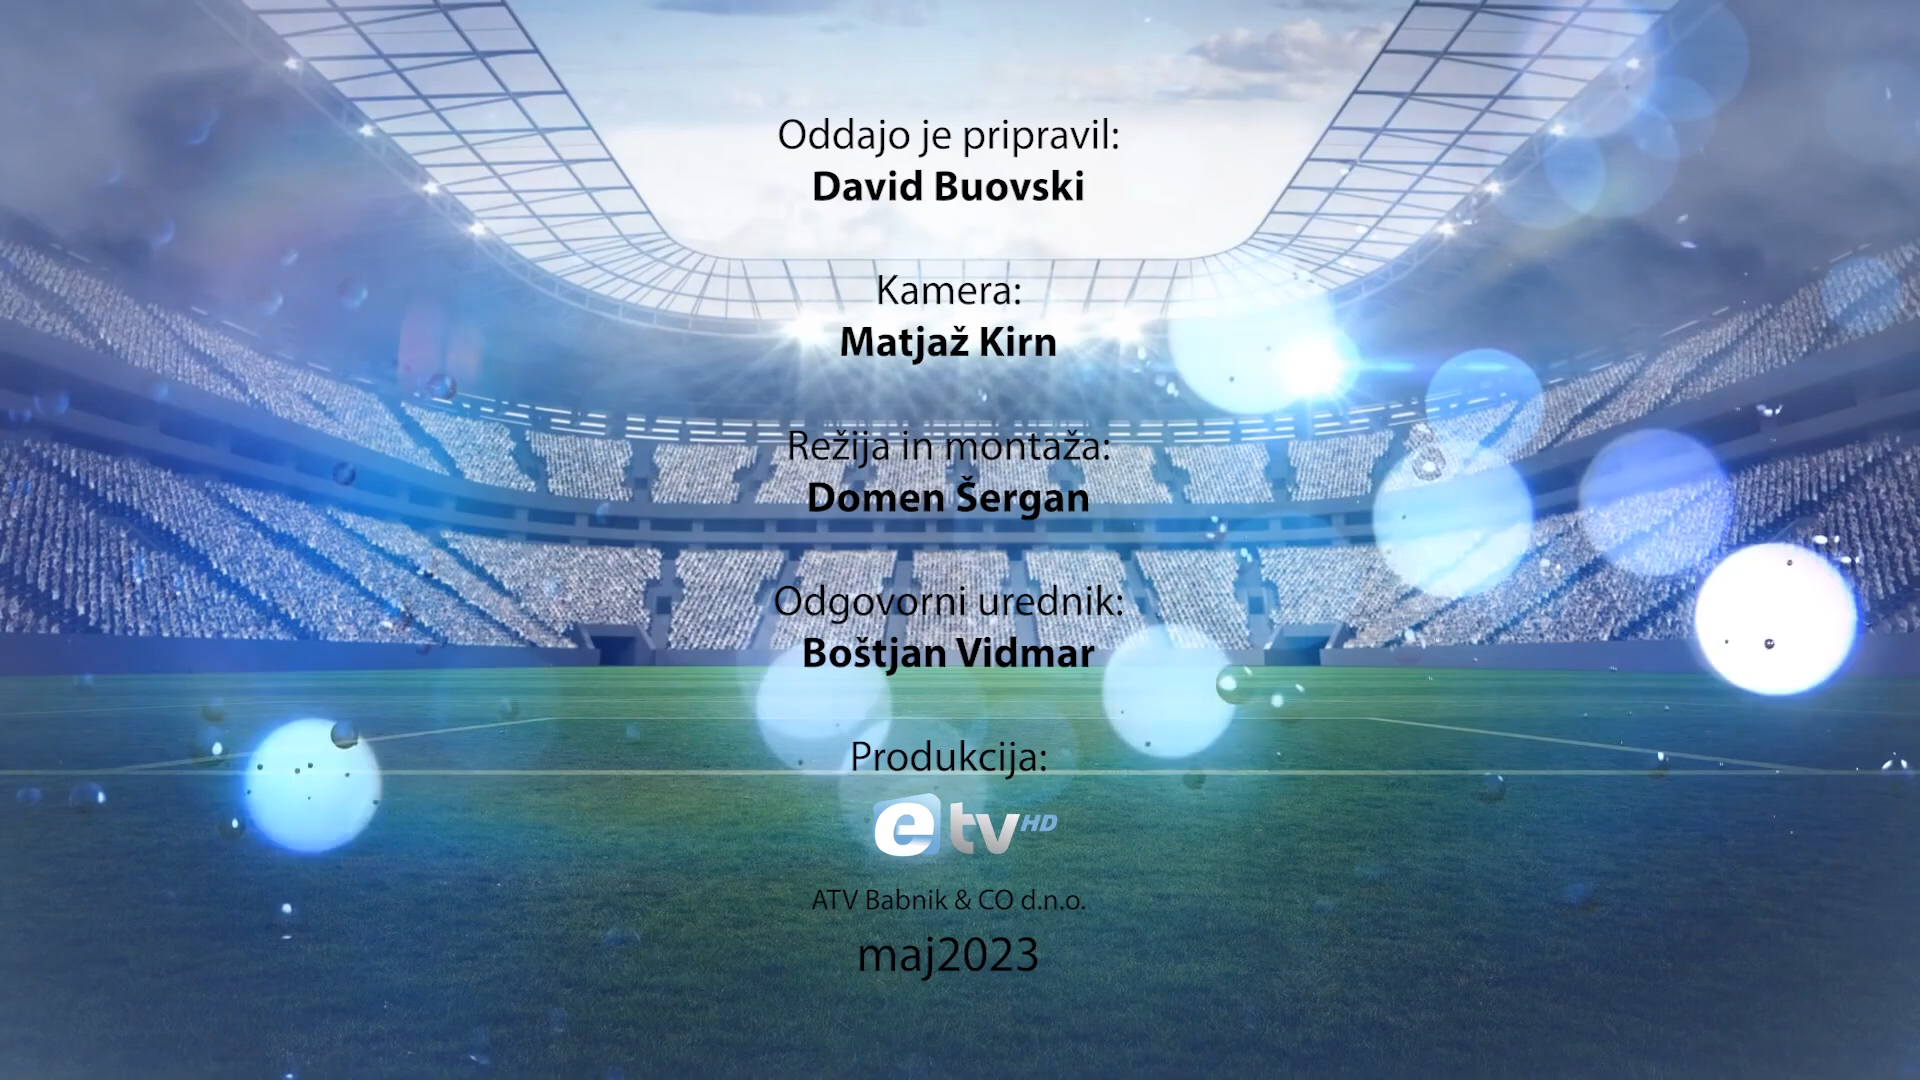 Oddajo je pripravil:
David Buovski
Kamera:
Matjaž Kirn
Režija in montaža:
Domen Šergan
Odgovorni urednik:
Boštjan Vidmar
Produkcija:
etv HD
ATV Babnik & CO d.n.o.
maj2023